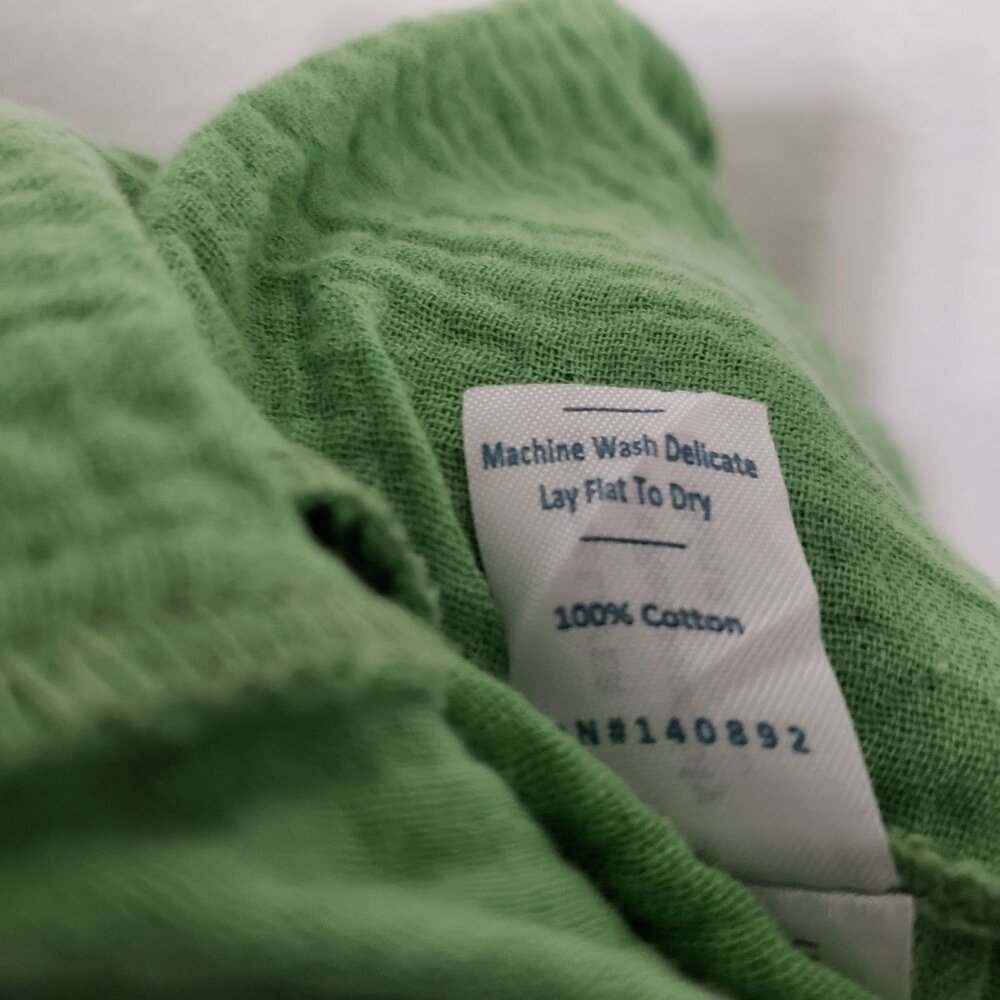 Machine Wash Delicate
Lay Flat To Dry
100% Cotton
N#140892